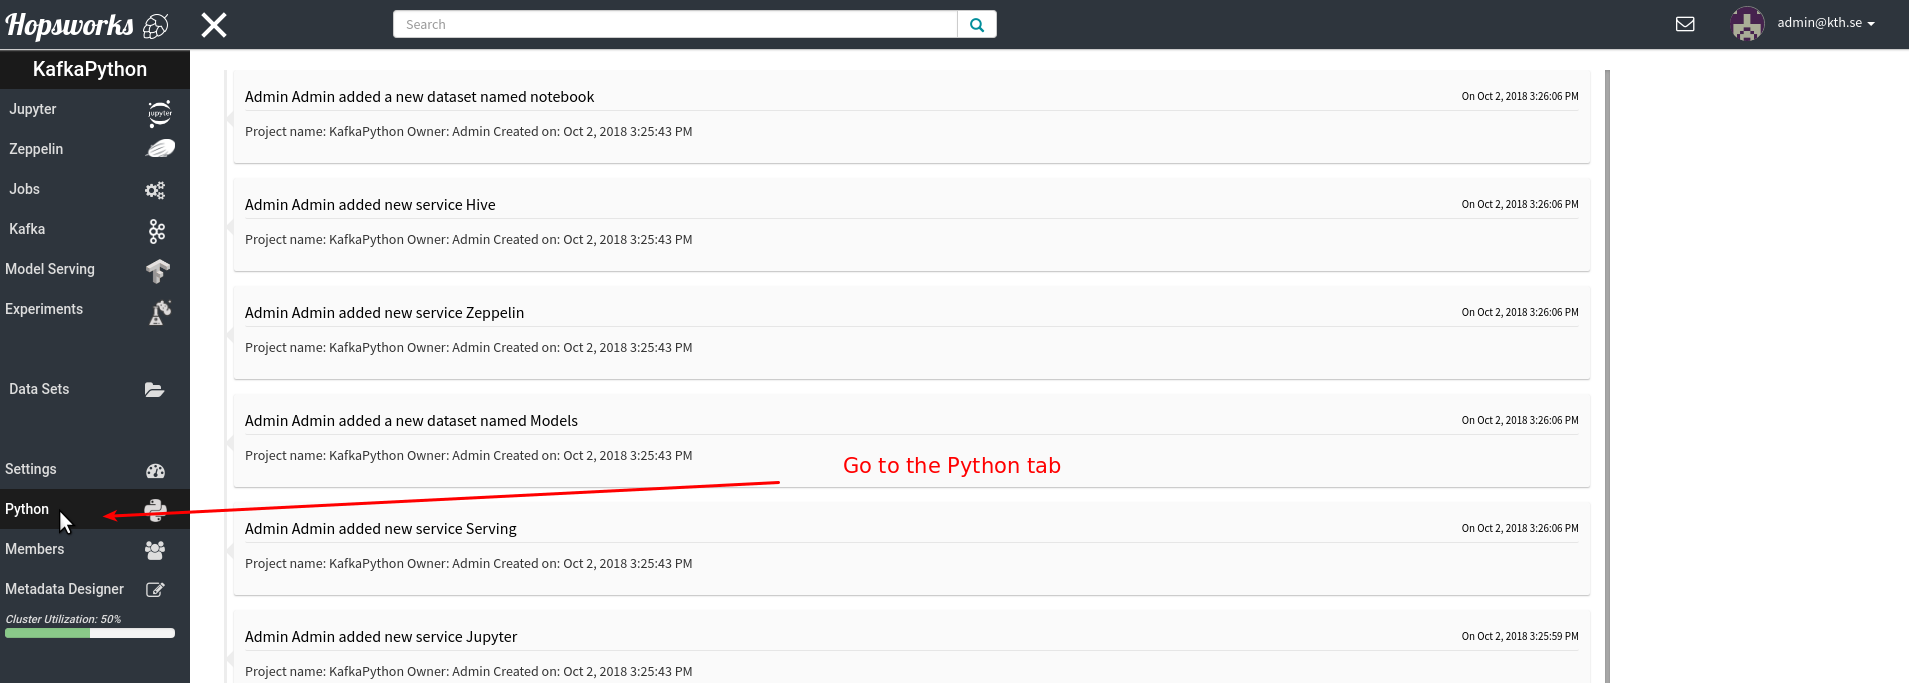 Hopsworks
Search
admin@kth.se
KafkaPython
Jupyter
jupyter
Zeppelin
Jobs
Kafka
Model Serving
Experiments
Data Sets
Settings
Python
Members
Metadata Designer
Cluster Utilization: 50%
Admin Admin added a new dataset named notebook
On Oct 2, 2018 3:26:06 PM
Project name: KafkaPython Owner: Admin Created on: Oct 2, 2018 3:25:43 PM
Admin Admin added new service Hive
On Oct 2, 2018 3:26:06 PM
Project name: KafkaPython Owner: Admin Created on: Oct 2, 2018 3:25:43 PM
Admin Admin added new service Zeppelin
On Oct 2, 2018 3:26:06 PM
Project name: KafkaPython Owner: Admin Created on: Oct 2, 2018 3:25:43 PM
Admin Admin added a new dataset named Models
On Oct 2, 2018 3:26:06 PM
Project name: KafkaPython Owner: Admin Created on: Oct 2, 2018 3:25:43 PM
Go to the Python tab
Admin Admin added new service Serving
On Oct 2, 2018 3:26:06 PM
Project name: KafkaPython Owner: Admin Created on: Oct 2, 2018 3:25:43 PM
Admin Admin added new service Jupyter
On Oct 2, 2018 3:25:59 PM
Project name: KafkaPython Owner: Admin Created on: Oct 2, 2018 3:25:43 PM